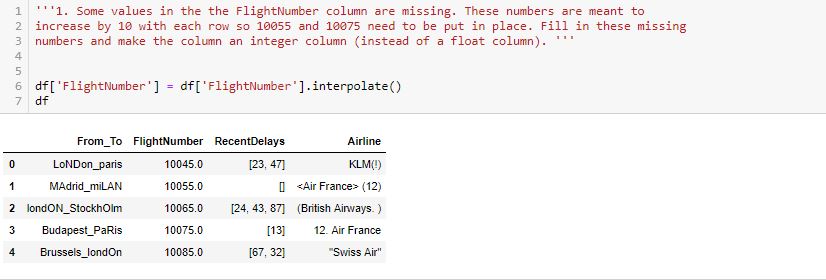 1 '''1. Some values in the the FlightNumber column are missing. These numbers are meant to
2 increase by 10 with each row so 10055 and 10075 need to be put in place. Fill in these missing
3 numbers and make the column an integer column (instead of a float column). '''
4
5
6 df['FlightNumber'] = df['FlightNumber'].interpolate()
7 df
From_To FlightNumber RecentDelays Airline
0 LoNDon_paris 10045.0 [23, 47] KLM(!)
1 MAdrid_miLAN 10055.0 [] <Air France> (12)
2 londON_StockhOlm 10065.0 [24, 43, 87] (British Airways. )
3 Budapest_PaRis 10075.0 [13] 12. Air France
4 Brussels_londOn 10085.0 [67, 32] "Swiss Air"